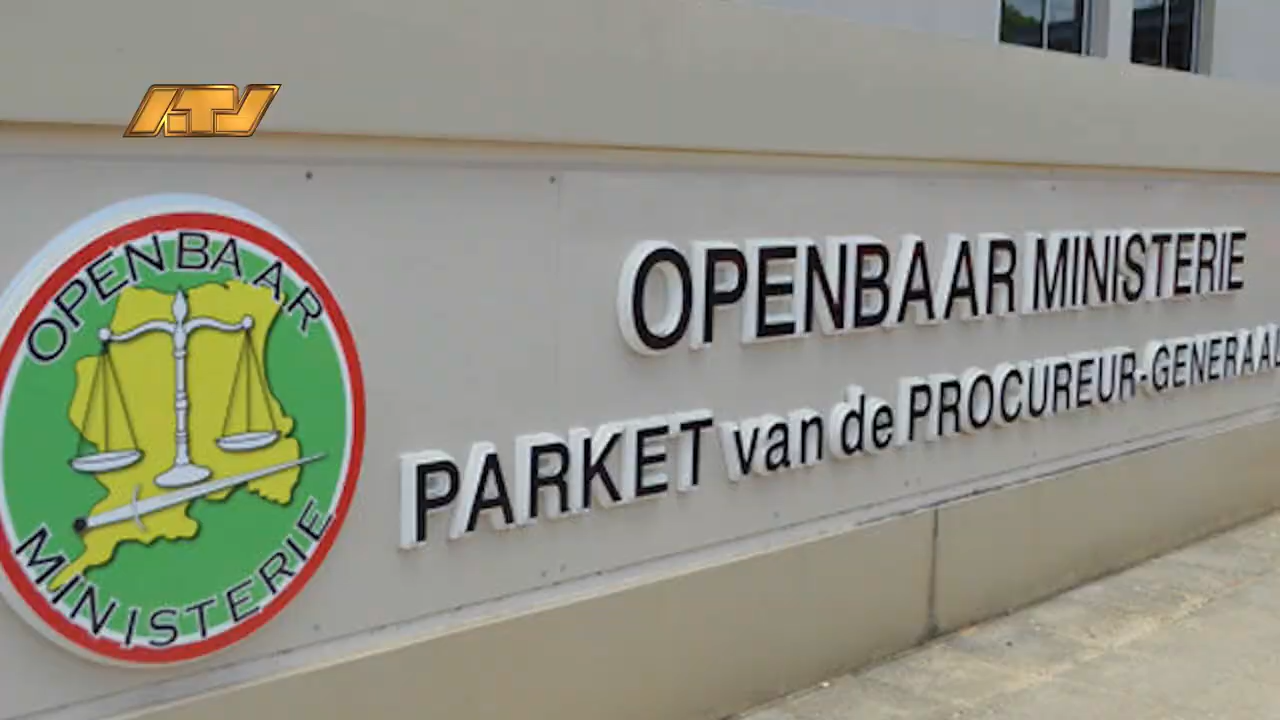 ATV
OPENBAAR
MINISTERIE
OPENBAAR MINISTERIE
PARKET van de PROCUREUR-GENERAAL